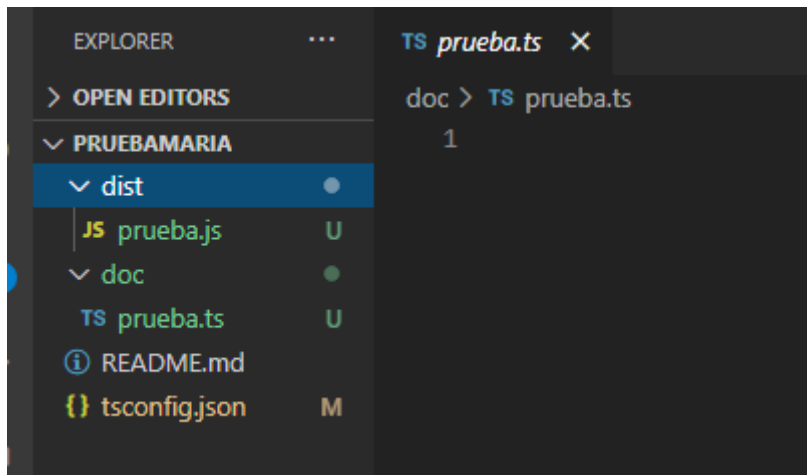 EXPLORER ···
OPEN EDITORS
PRUEBAMARIA
dist
JS prueba.js U
doc
TS prueba.ts U
README.md
{} tsconfig.json M
TS prueba.ts
doc > TS prueba.ts
1